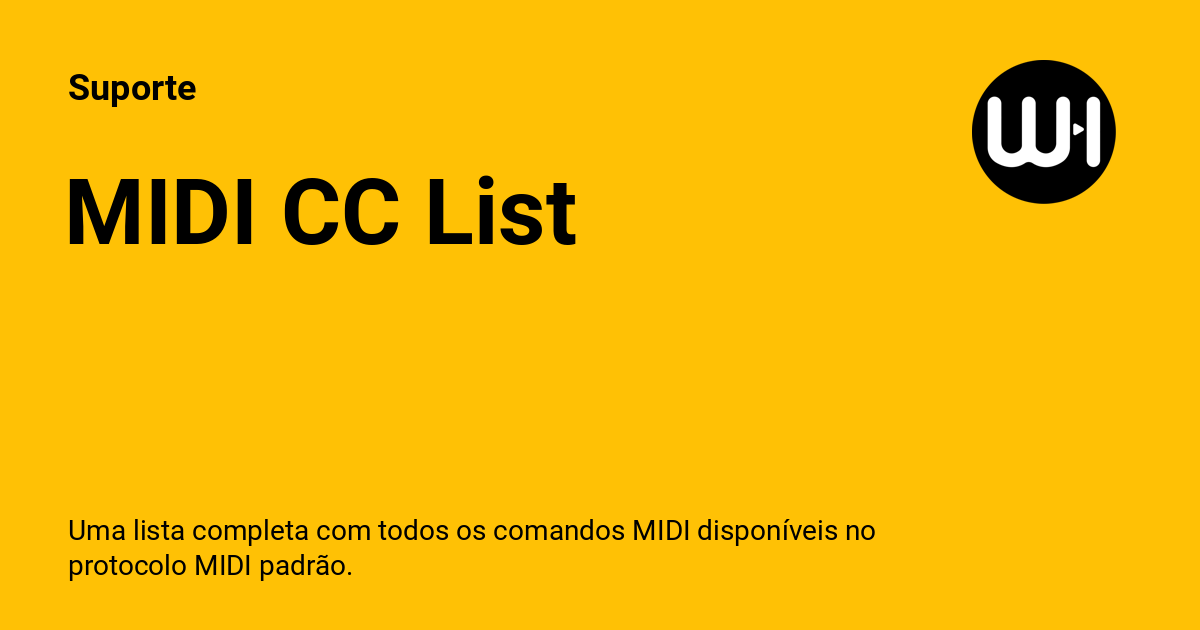 Suporte
MIDI CC List
Uma lista completa com todos os comandos MIDI disponíveis no
protocolo MIDI padrão.